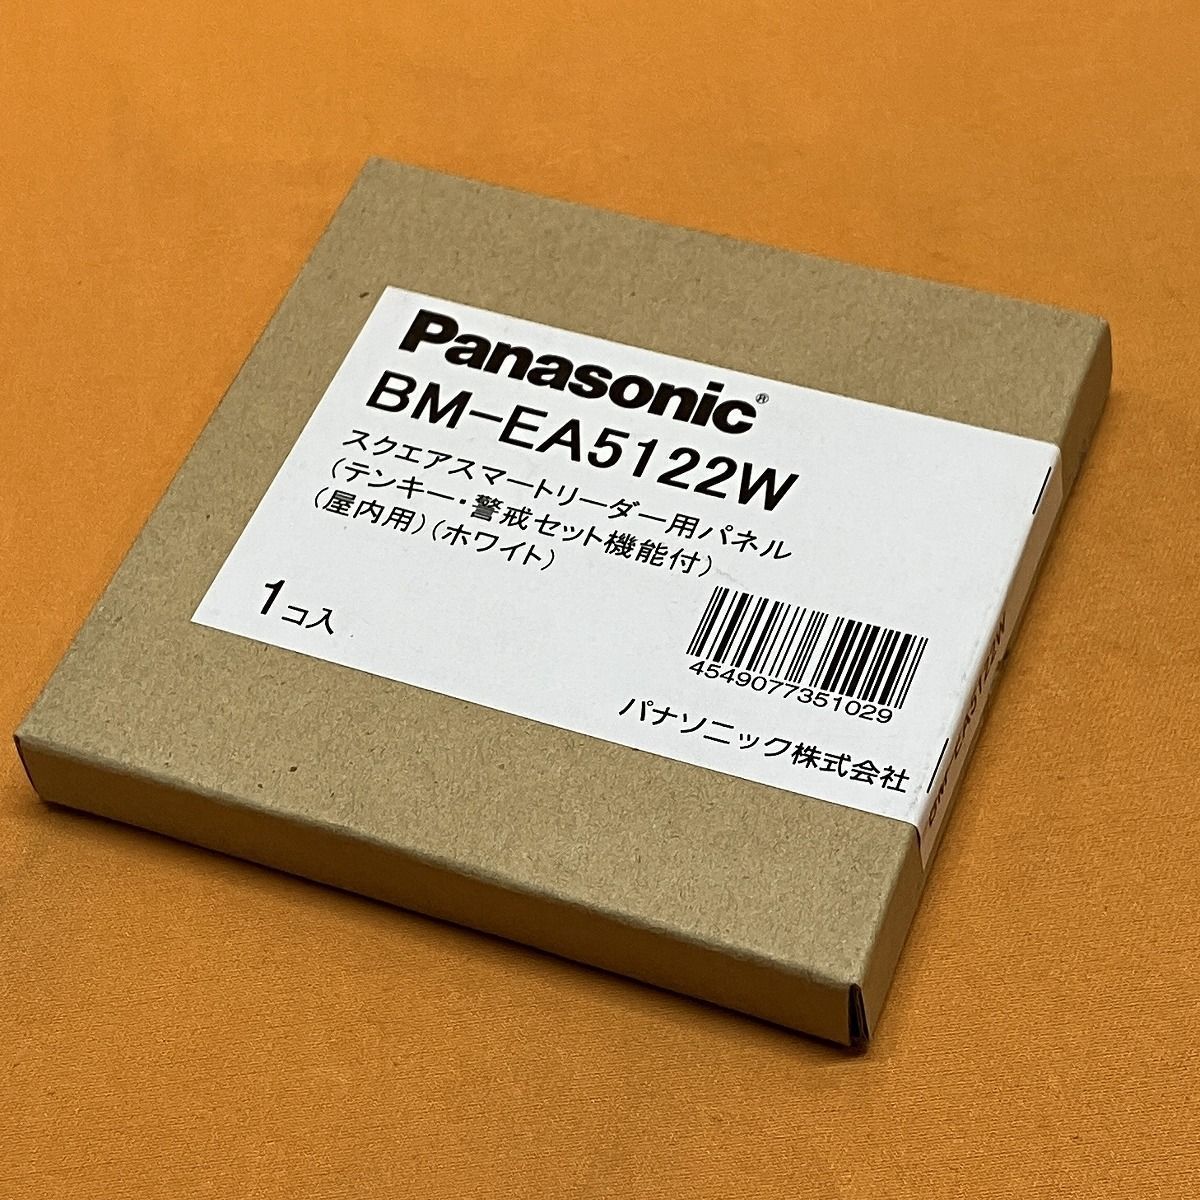 Panasonic®
BM-EA5122W
スクエアスマートリーダー用パネル
(テンキー・警戒セット機能付)
(屋内用)(ホワイト)
1コ入
4549077351029
パナソニック株式会社
BM-EA5122W